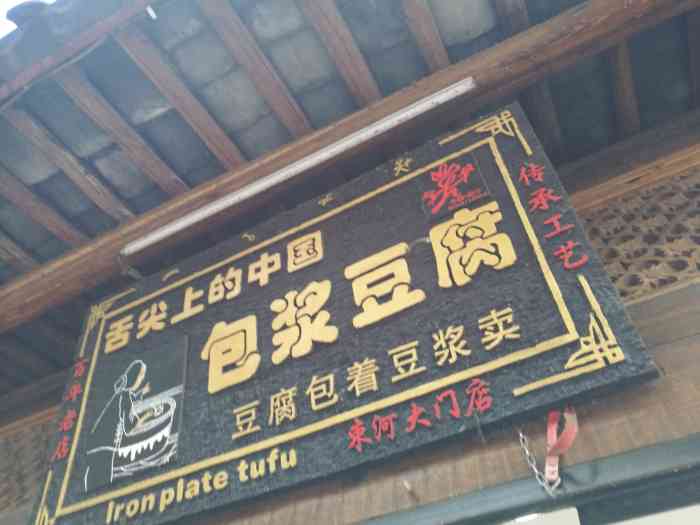 舌尖上的中国
包浆豆腐
豆腐包着豆浆卖
束河大门店
Iron plate tufu
百年老店
传承工艺